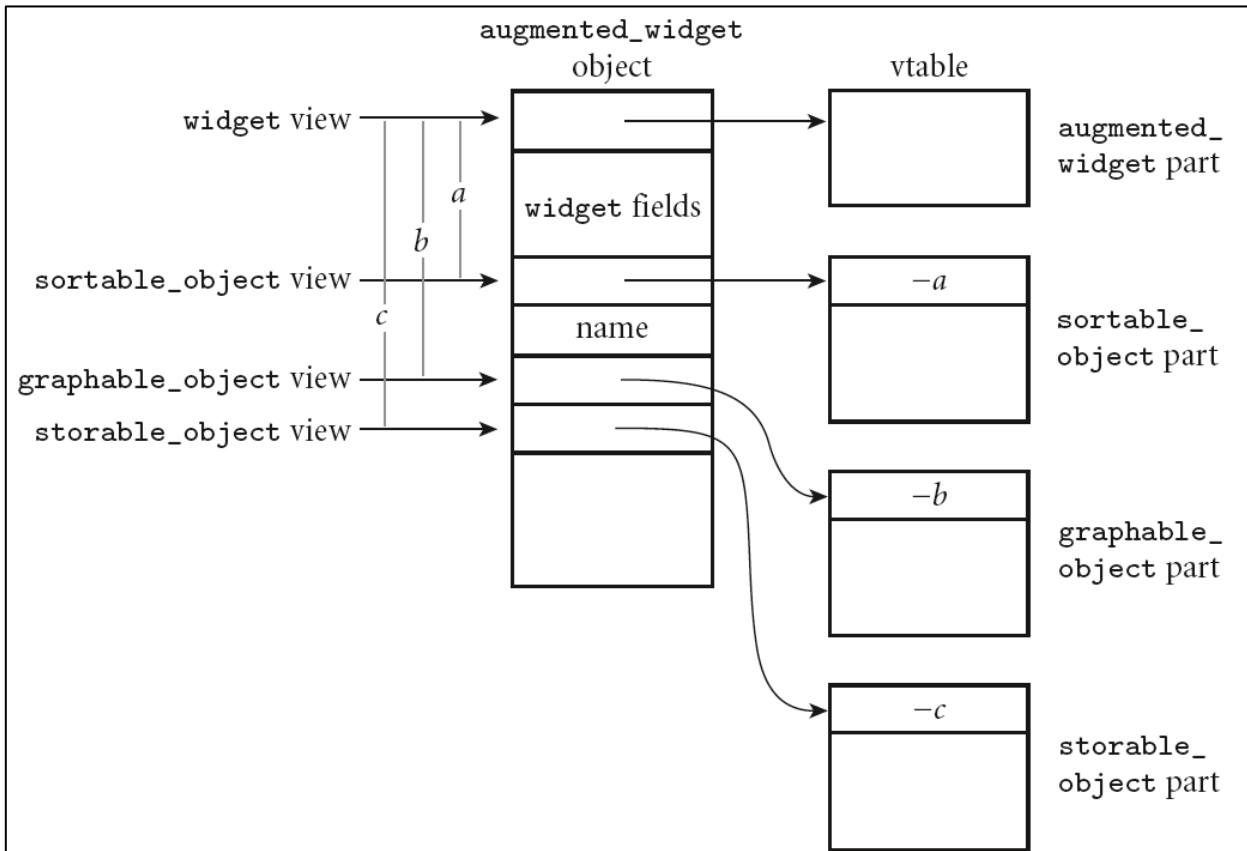 augmented_widget
object
vtable
widget view
augmented_
widget part
a
widget fields
b
sortable_object view
−a
c
name
sortable_
object part
graphable_object view
storable_object view
−b
graphable_
object part
−c
storable_
object part